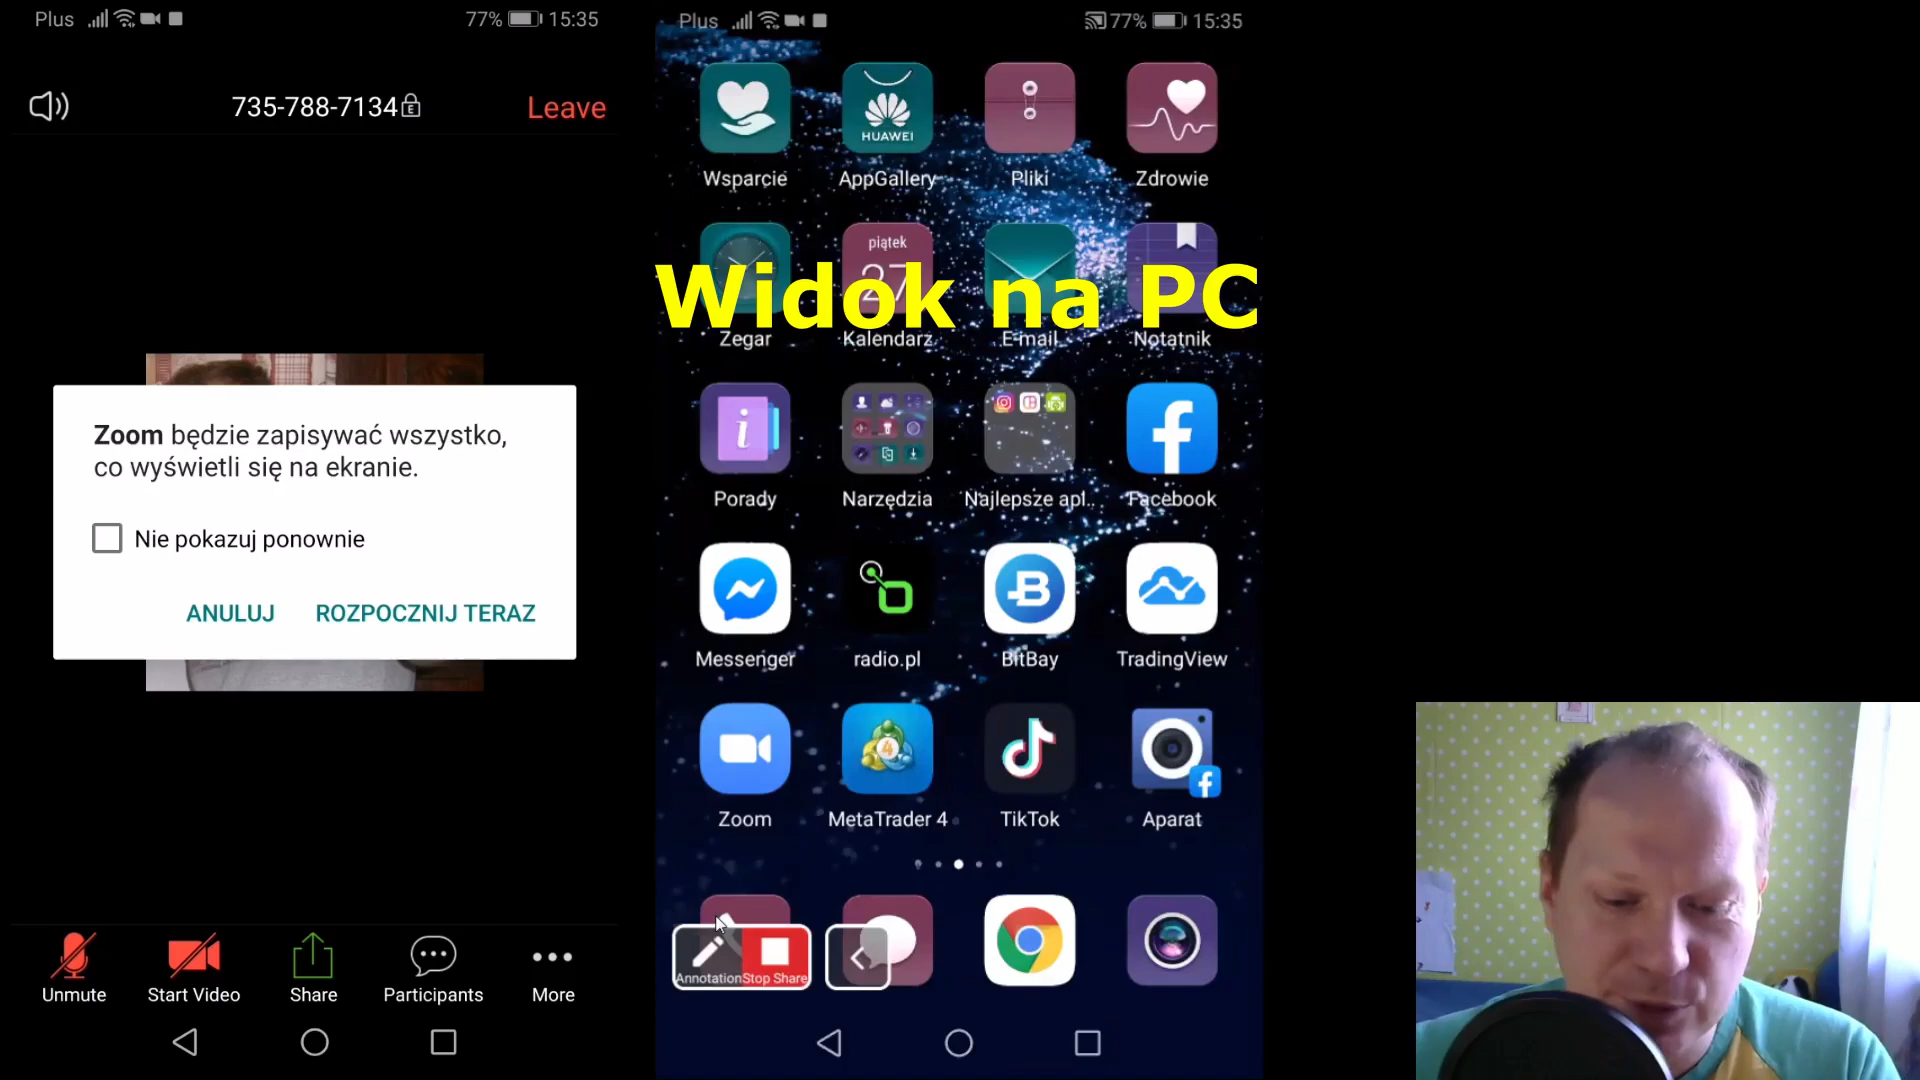 Plus
77% 15:35
735-788-7134
Leave
Zoom będzie zapisywać wszystko,
co wyświetli się na ekranie.
Nie pokazuj ponownie
ANULUJ ROZPOCZNIJ TERAZ
Unmute Start Video Share Participants More
Plus
77% 15:35
HUAWEI
Wsparcie AppGallery Pliki Zdrowie
piątek
27
Widok na PC
Zegar Kalendarz E-mail Notatnik
Porady Narzędzia Najlepsze apl.. Facebook
Messenger radio.pl BitBay TradingView
4
Zoom MetaTrader 4 TikTok Aparat
Annotation Stop Share